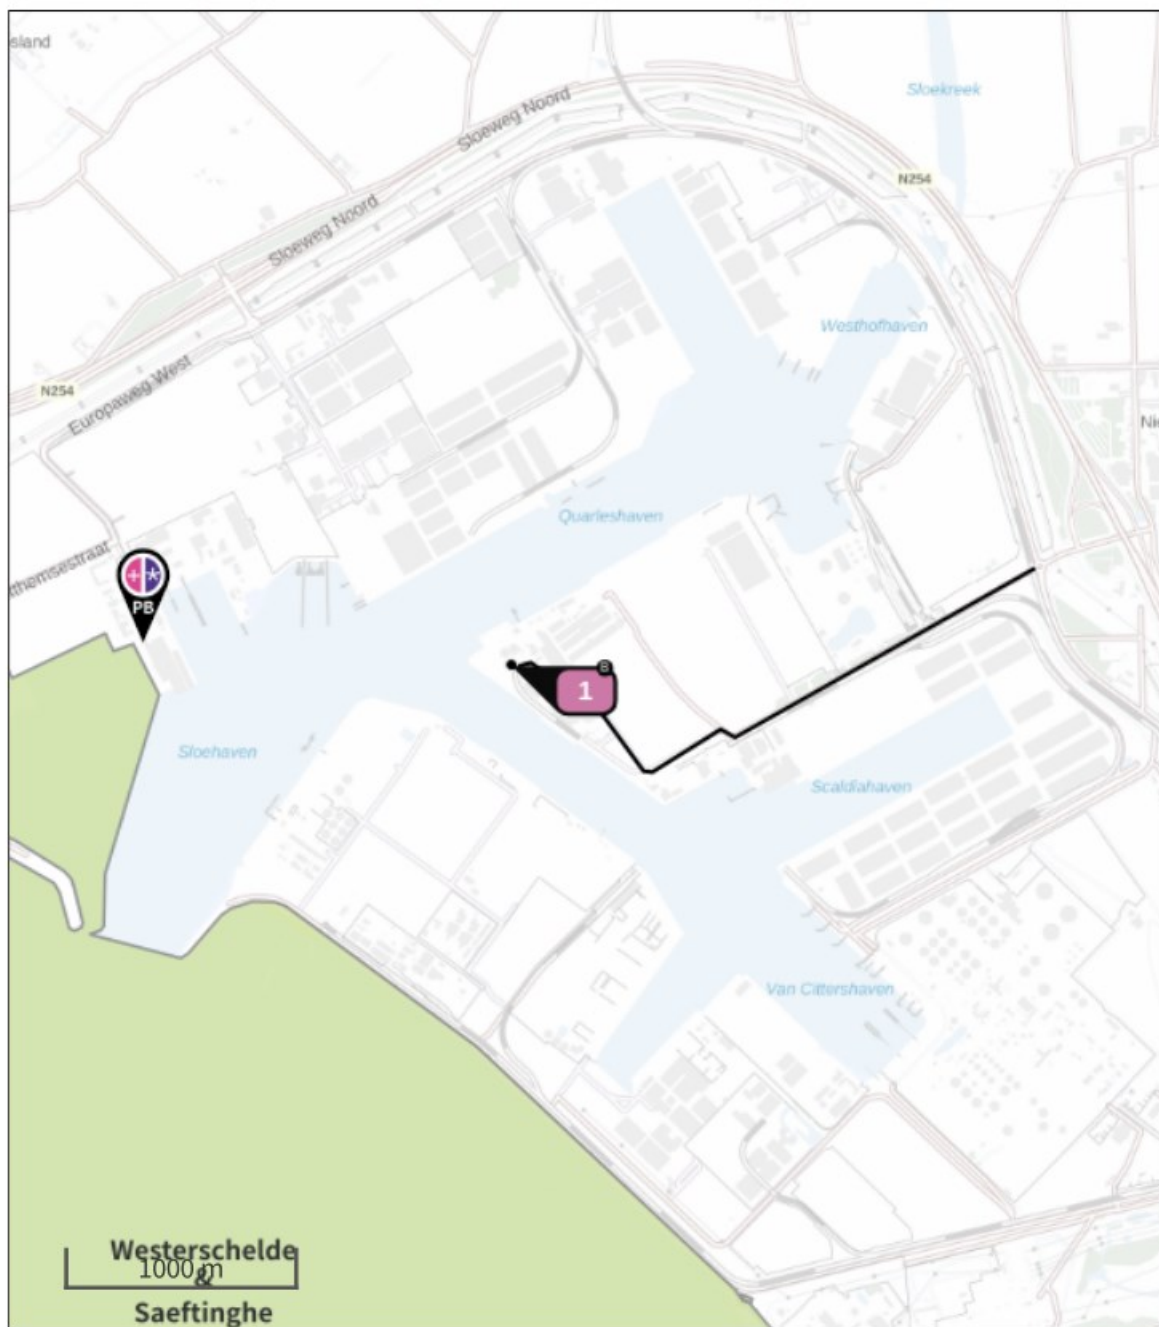 sland
Sloekreek
Sloeweg Noord
N254
Sloeweg Noord
Westhofhaven
N254
Europaweg West
Quarleshaven
PB
B
1
Sloehaven
Scaldiahaven
Van Cittershaven
Westerschelde
&
Saeftinghe
1000 m